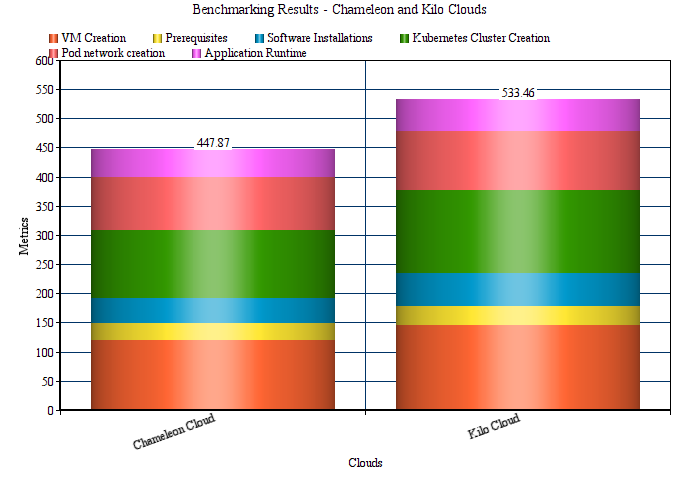 Benchmarking Results - Chameleon and Kilo Clouds
VM Creation Prerequisites Software Installations Kubernetes Cluster Creation
Pod network creation Application Runtime
600
550
533.46
500
450
447.87
400
350
300
250
200
150
100
50
0
Metrics
Chameleon Cloud Kilo Cloud
Clouds